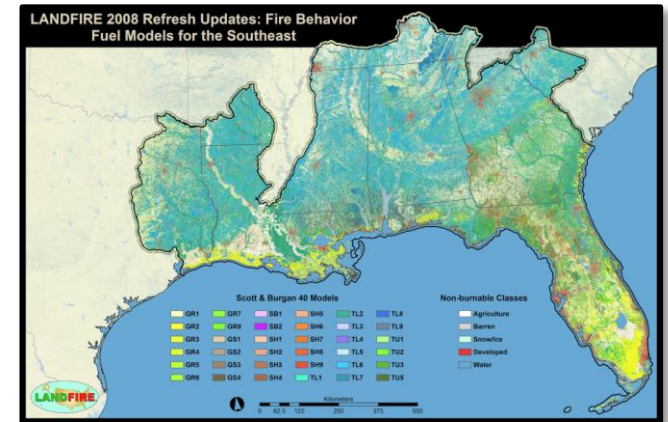 LANDFIRE 2008 Refresh Updates: Fire Behavior
Fuel Models for the Southeast
Scott & Burgan 40 Models
Non-burnable Classes
GR1 GR7 SB1 SH5 TL2 TL8
Agriculture
GR2 GR8 SB2 SH6 TL3 TL9
Barren
GR3 GS1 SH1 SH7 TL4 TU1
Snow/Ice
GR4 GS2 SH2 SH8 TL5 TU2
Developed
GR5 GS3 SH3 SH9 TL6 TU3
Water
GR6 GS4 SH4 TL1 TL7 TU5
LANDFIRE
Kilometers
0 62.5 125 250 375 500